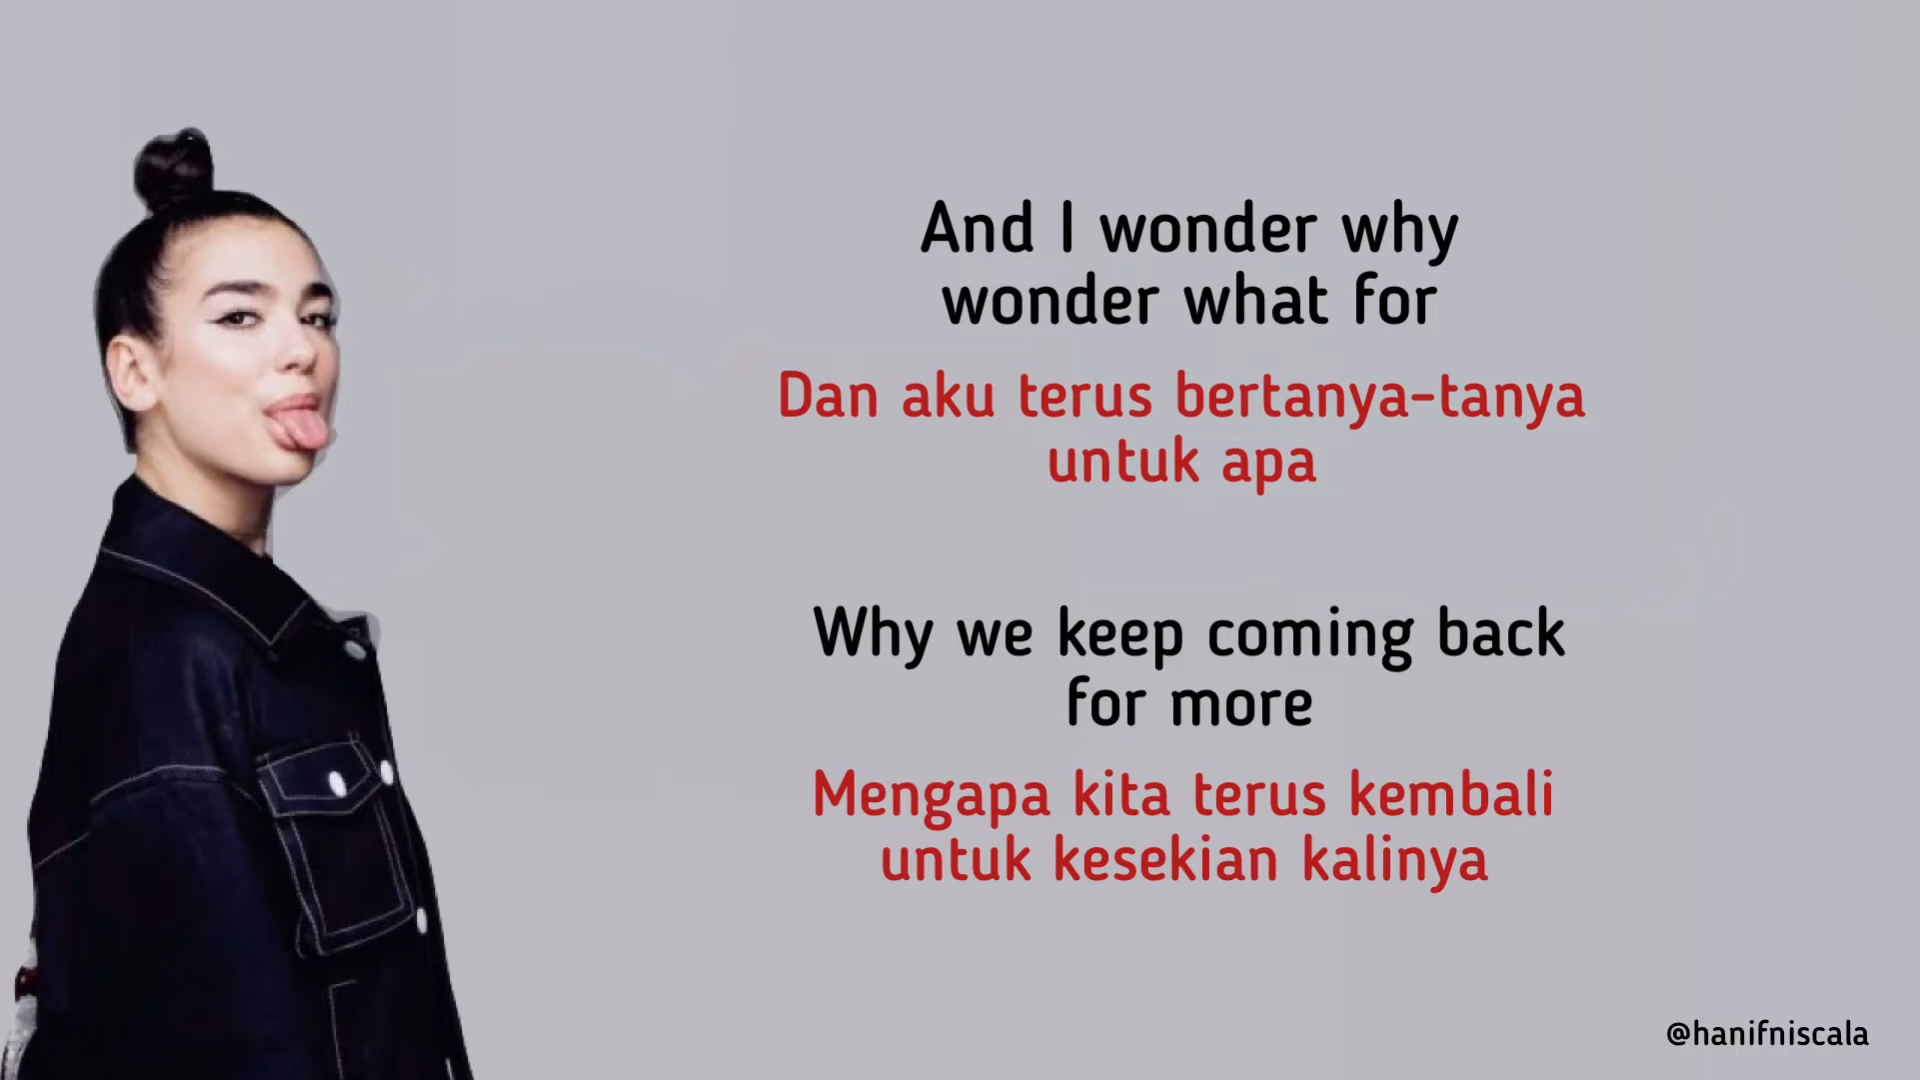 And I wonder why
wonder what for
Dan aku terus bertanya-tanya
untuk apa
Why we keep coming back
for more
Mengapa kita terus kembali
untuk kesekian kalinya
@hanifniscala